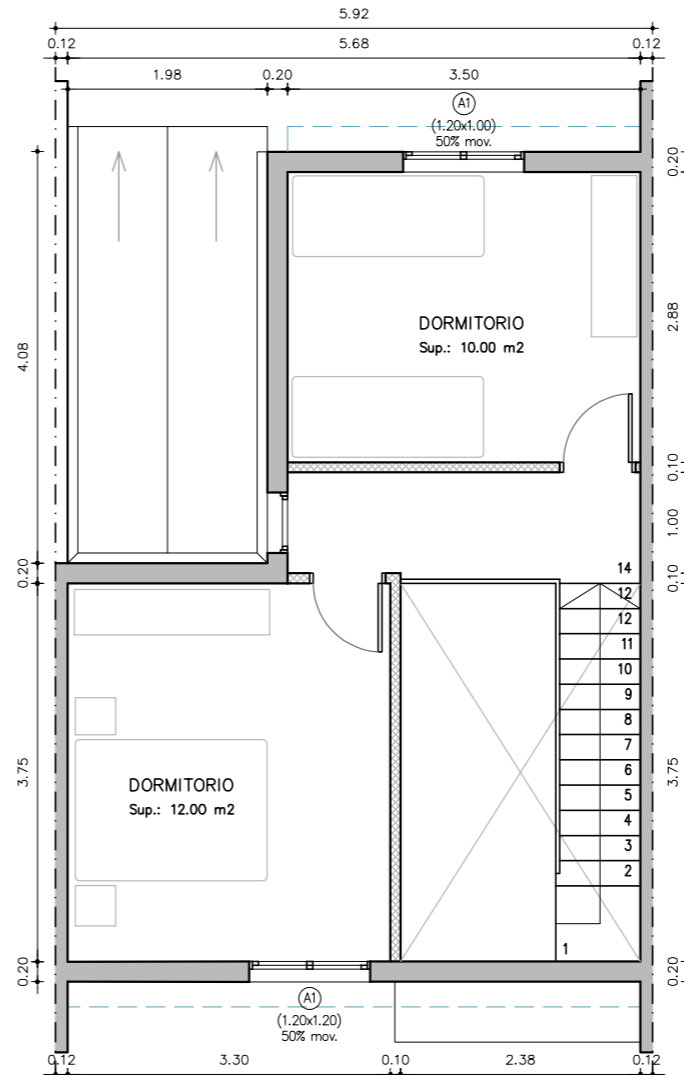 5.92
0.12 5.68 0.12
1.98 0.20 3.50
A1
(1.20x1.00)
50% mov.
0.20
4.08
2.88
DORMITORIO
Sup.: 10.00 m2
0.10
1.00
0.20
0.10
14
12
12
11
10
9
8
7
6
5
4
3
2
1
3.75
3.75
DORMITORIO
Sup.: 12.00 m2
0.20
0.20
A1
(1.20x1.20)
50% mov.
0.12 3.30 0.10 2.38 0.12